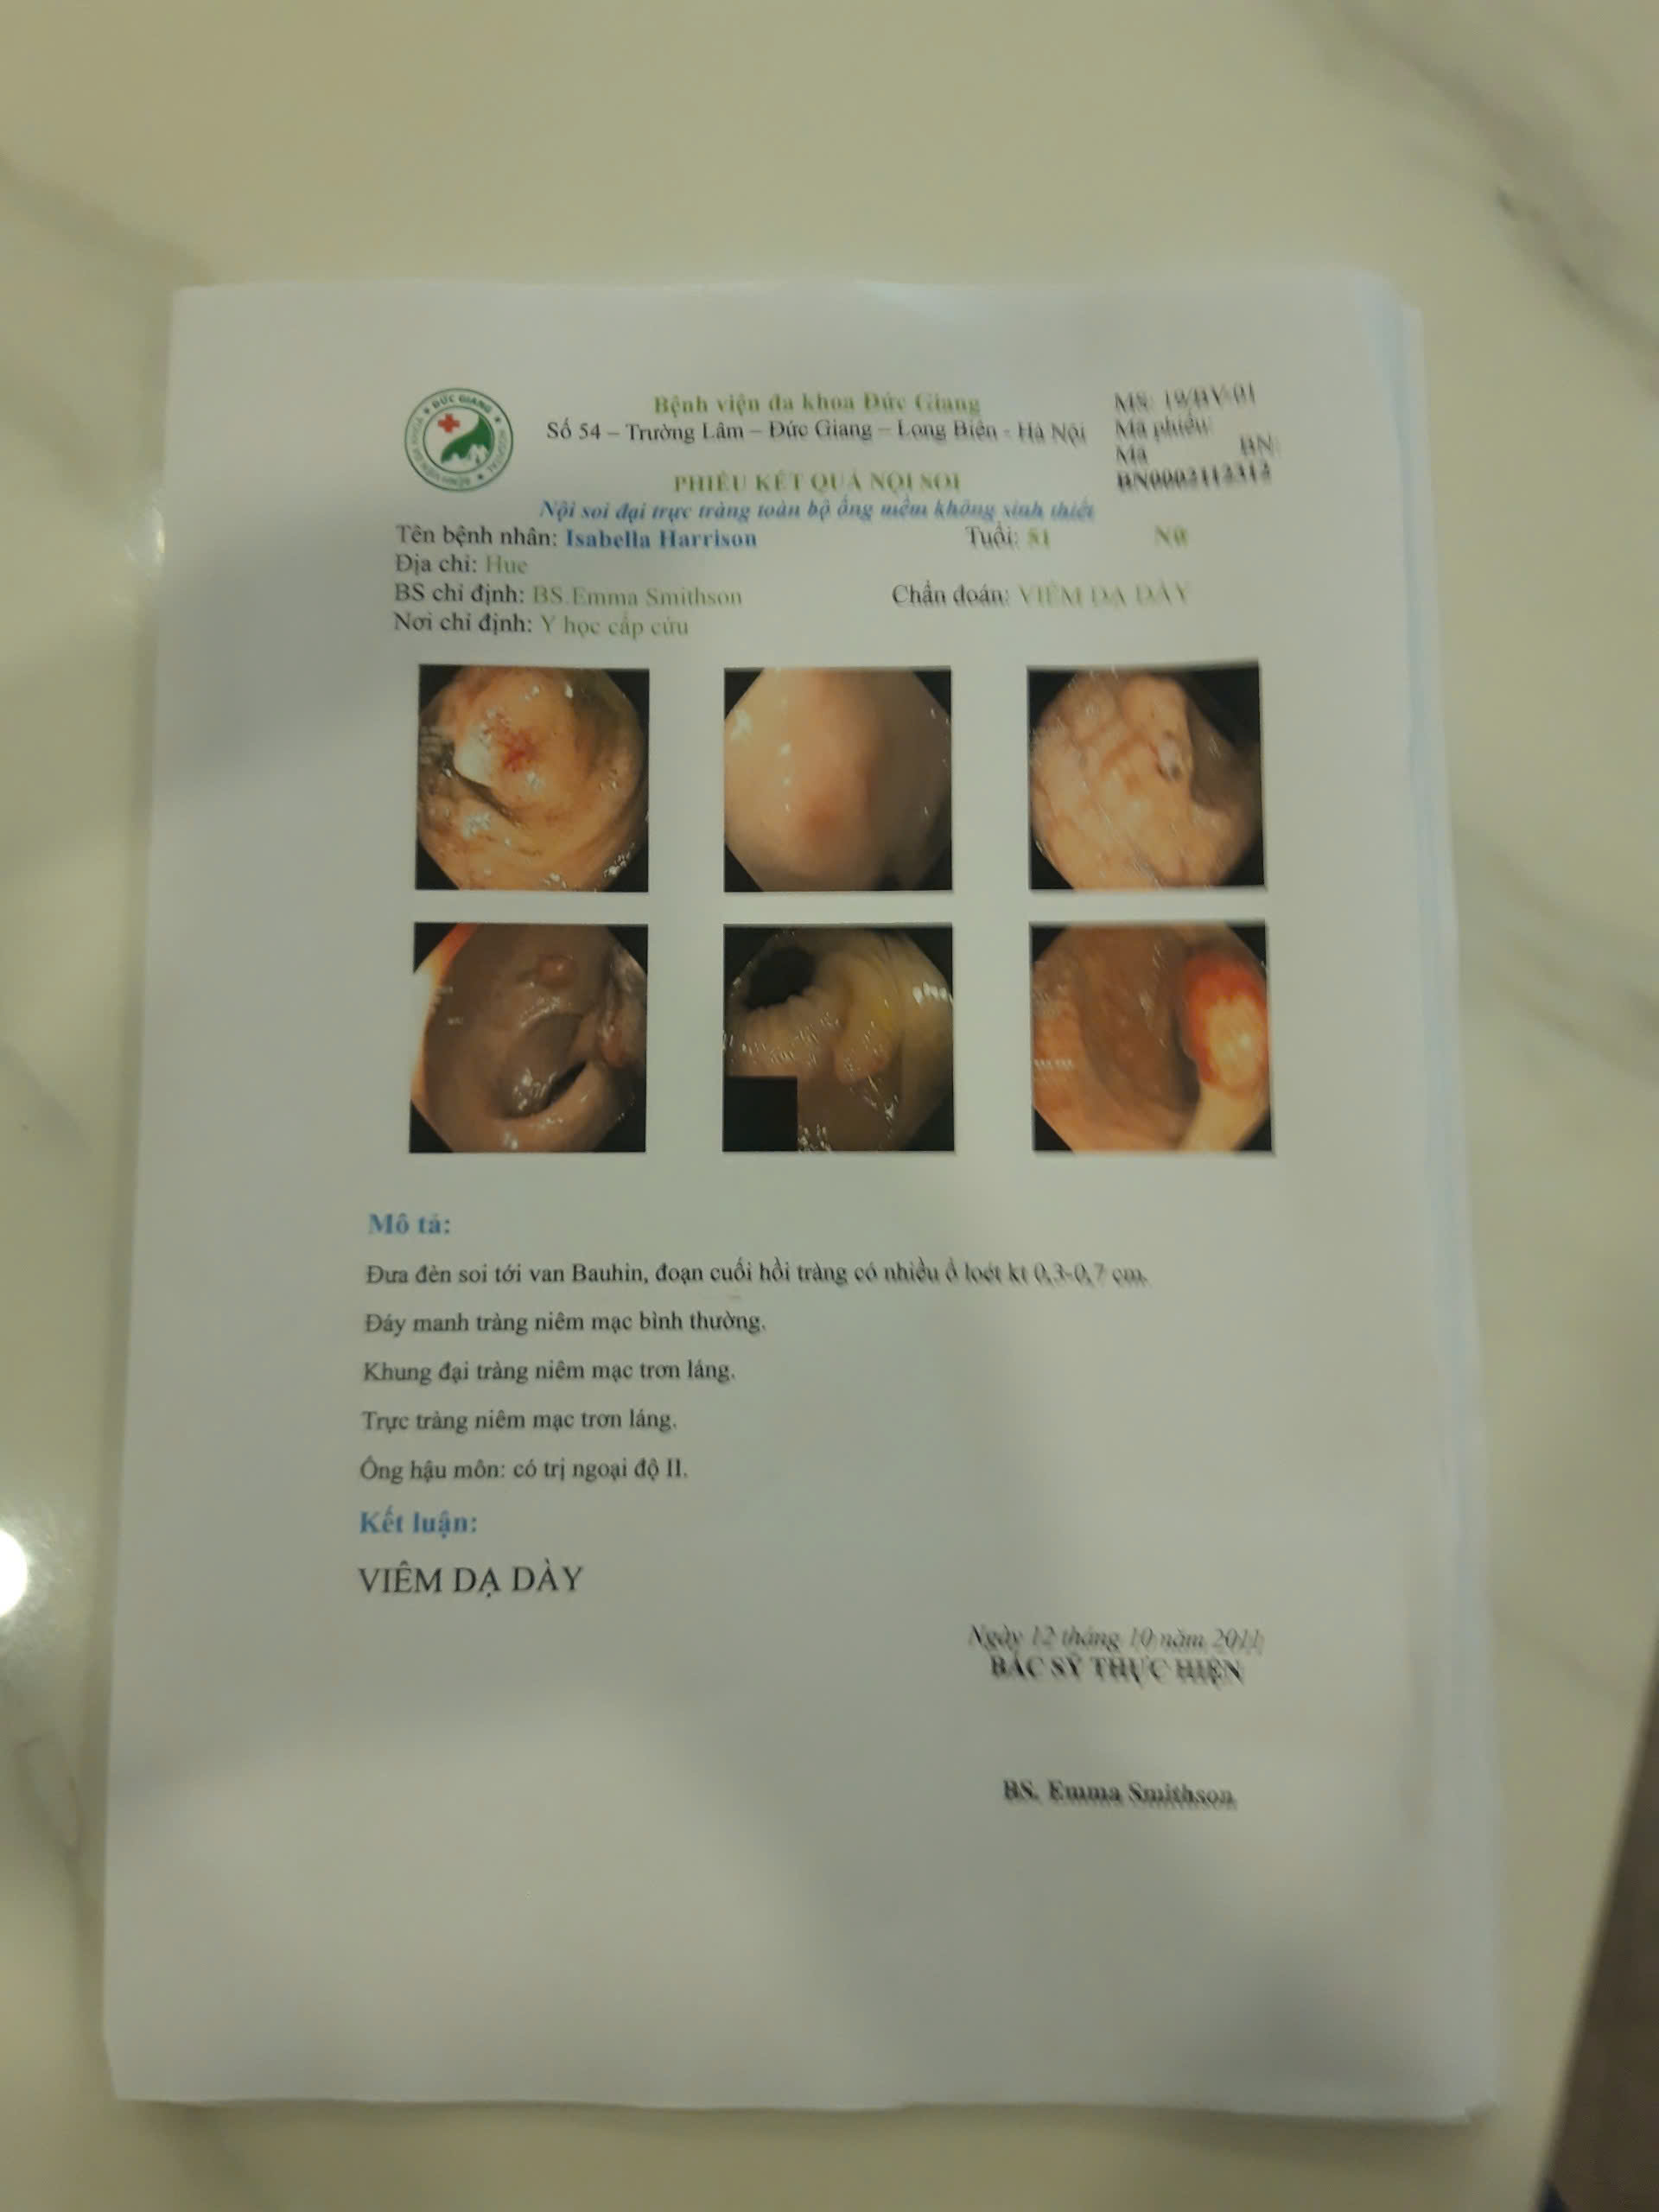 Bệnh viện đa khoa Đức Giang
Số 54 – Trường Lâm – Đức Giang – Long Biên - Hà Nội
MS: 19/BV-01
Mã phiếu:
Mã BN:
PHIẾU KẾT QUẢ NỘI SOI
Nội soi đại trực tràng toàn bộ ống mềm không sinh thiết
Tên bệnh nhân: Isabella Harrison Tuổi: 51 Nữ
Địa chỉ: Hue
BS chỉ định: BS.Emma Smithson Chẩn đoán: VIÊM DẠ DÀY
Nơi chỉ định: Y học cấp cứu
Mô tả:
Đưa đèn soi tới van Bauhin, đoạn cuối hồi tràng có nhiều ổ loét kt 0,3-0,7 cm.
Đáy manh tràng niêm mạc bình thường.
Khung đại tràng niêm mạc trơn láng.
Trực tràng niêm mạc trơn láng.
Ống hậu môn: có trị ngoại độ II.
Kết luận:
VIÊM DẠ DÀY
Ngày 12 tháng 10 năm 2011
BÁC SỸ THỰC HIỆN
BS. Emma Smithson